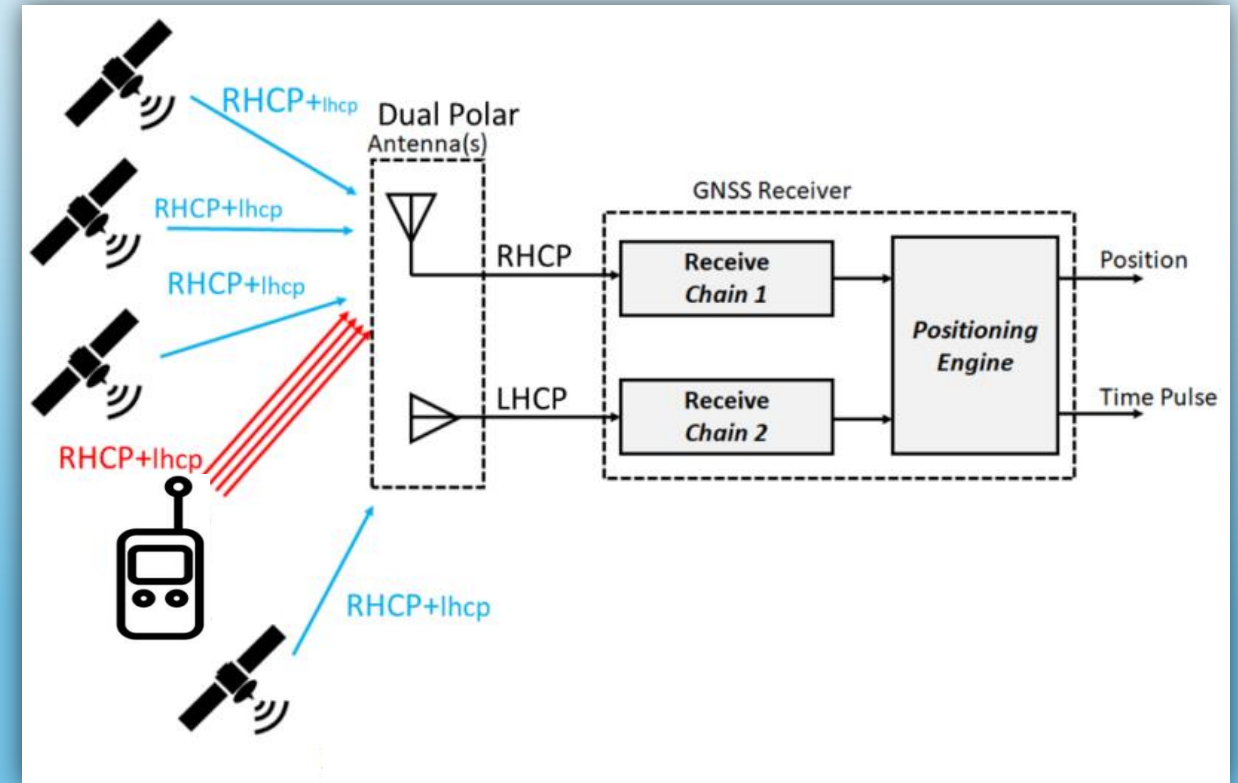 RHCP+lhcp
Dual Polar
Antenna(s)
RHCP+lhcp
GNSS Receiver
RHCP
Receive
Chain 1
Position
RHCP+lhcp
Positioning
Engine
LHCP
Receive
Chain 2
Time Pulse
RHCP+lhcp
RHCP+lhcp